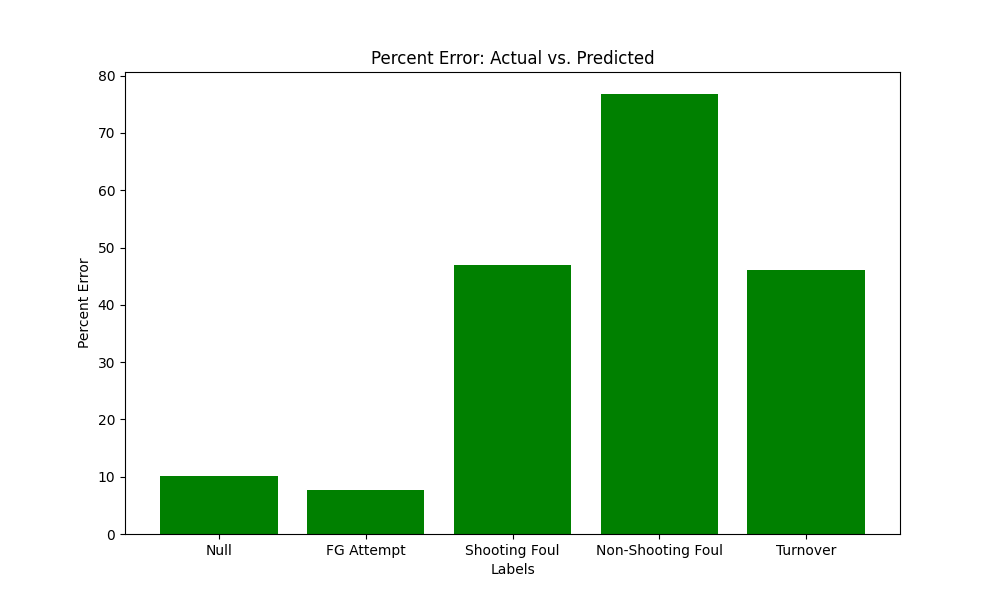 Percent Error: Actual vs. Predicted
Percent Error
80
70
60
50
40
30
20
10
0
Null
FG Attempt
Shooting Foul
Non-Shooting Foul
Turnover
Labels